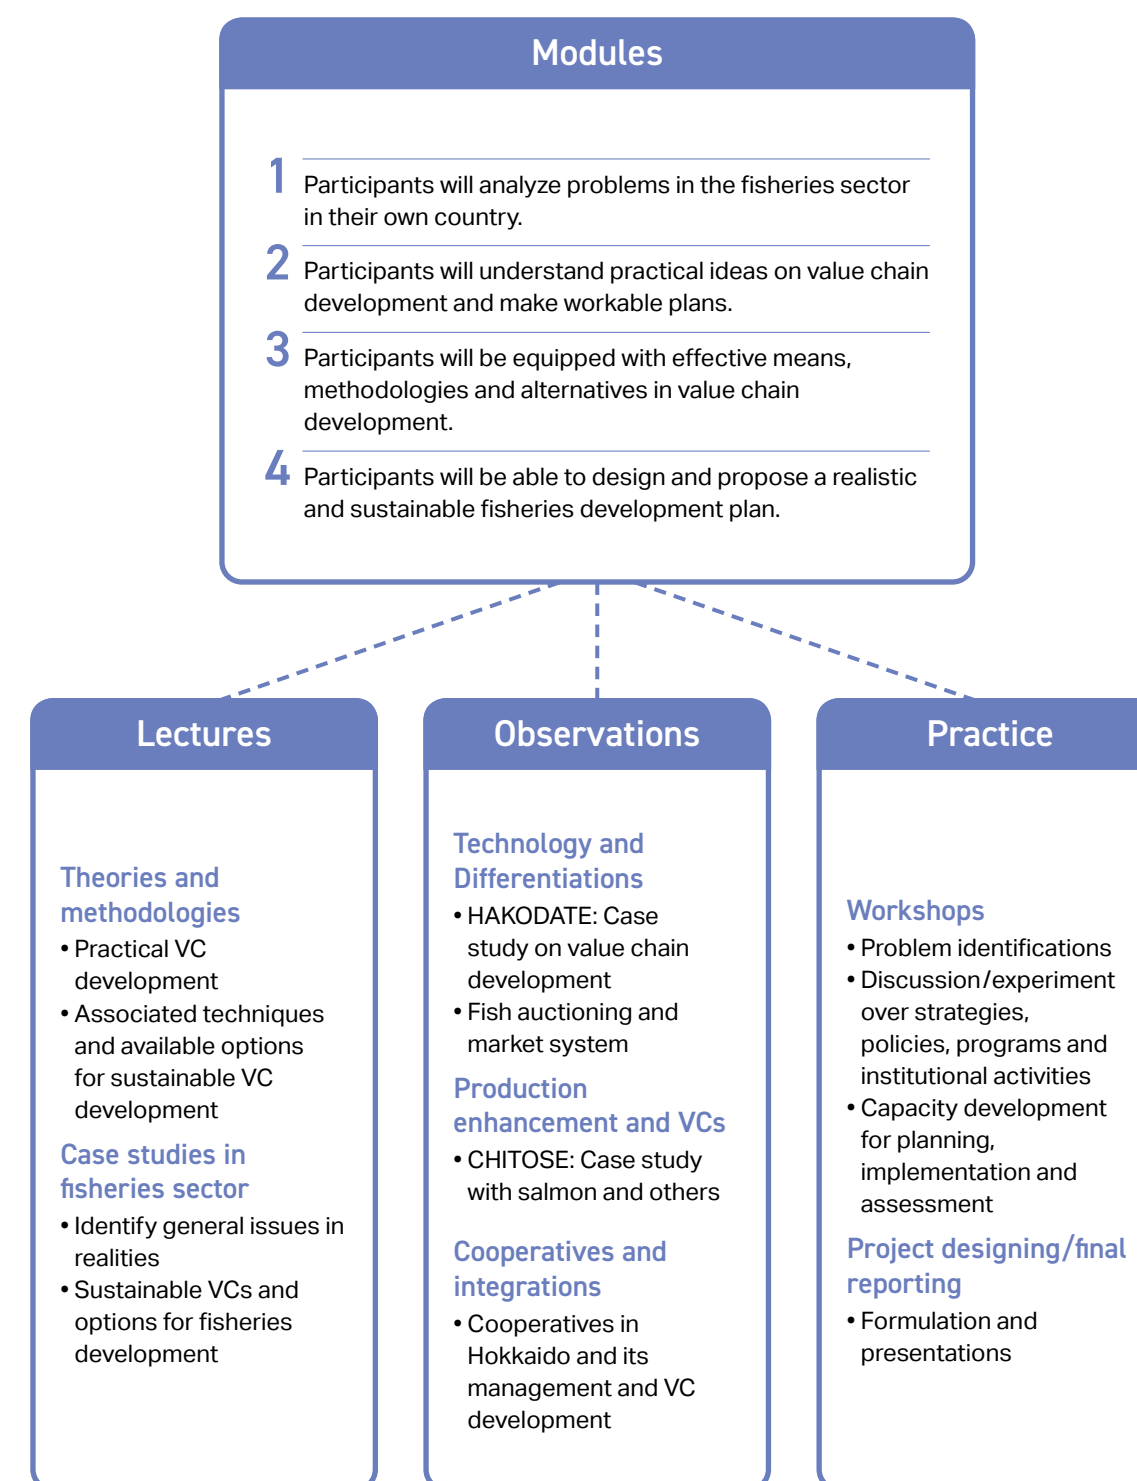 Modules
1
Participants will analyze problems in the fisheries sector
in their own country.
2
Participants will understand practical ideas on value chain
development and make workable plans.
3
Participants will be equipped with effective means,
methodologies and alternatives in value chain
development.
4
Participants will be able to design and propose a realistic
and sustainable fisheries development plan.
Lectures
Theories and
methodologies
• Practical VC
development
• Associated techniques
and available options
for sustainable VC
development
Case studies in
fisheries sector
• Identify general issues in
realities
• Sustainable VCs and
options for fisheries
development
Observations
Technology and
Differentiations
• HAKODATE: Case
study on value chain
development
• Fish auctioning and
market system
Production
enhancement and VCs
• CHITOSE: Case study
with salmon and others
Cooperatives and
integrations
• Cooperatives in
Hokkaido and its
management and VC
development
Practice
Workshops
• Problem identifications
• Discussion/experiment
over strategies,
policies, programs and
institutional activities
• Capacity development
for planning,
implementation and
assessment
Project designing/final
reporting
• Formulation and
presentations